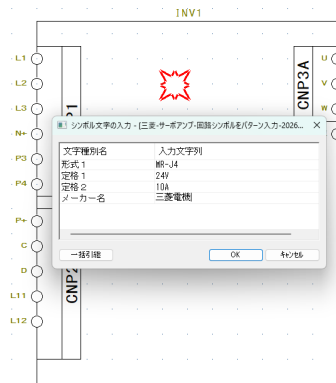 INV1
L1
L2
L3
N+
P3
P4
P+
C
D
L11
L12
CNP3A
U
V
W
シンボル文字の入力 - [三菱-サーボアンプ-回路シンボルをパターン入力-2026...
文字種別名 入力文字列
形式1 MR-J4
定格1 24V
定格2 10A
メーカー名 三菱電機
一括引継
OK
キャンセル